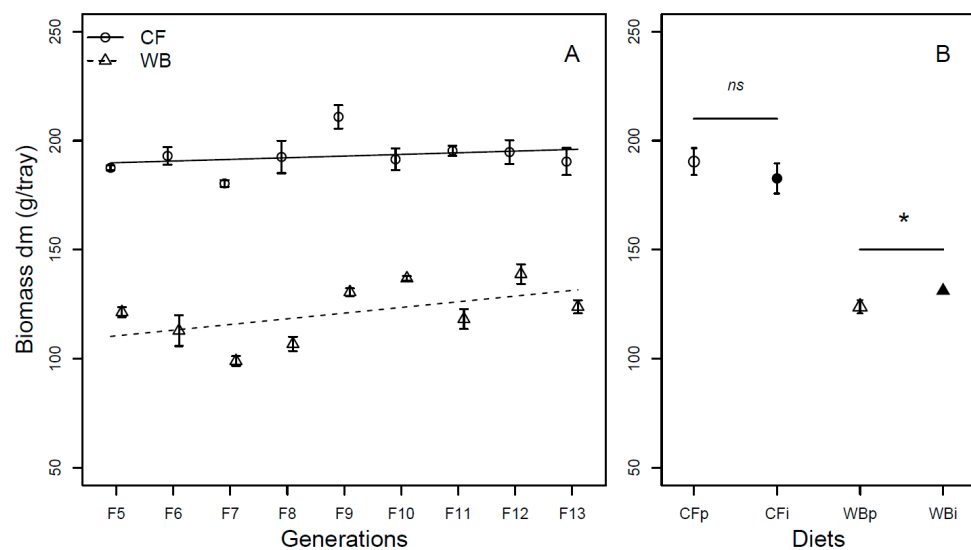 CF
WB
A
B
ns
*
Biomass dm (g/tray)
250
200
150
100
50
250
200
150
100
50
F5 F6 F7 F8 F9 F10 F11 F12 F13
Generations
CFp CFi WBp WBi
Diets